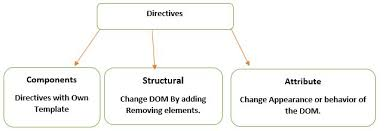 Directives
Components
Directives with Own
Template
Structural
Change DOM By adding
Removing elements.
Attribute
Change Appearance or behavior of
the DOM.